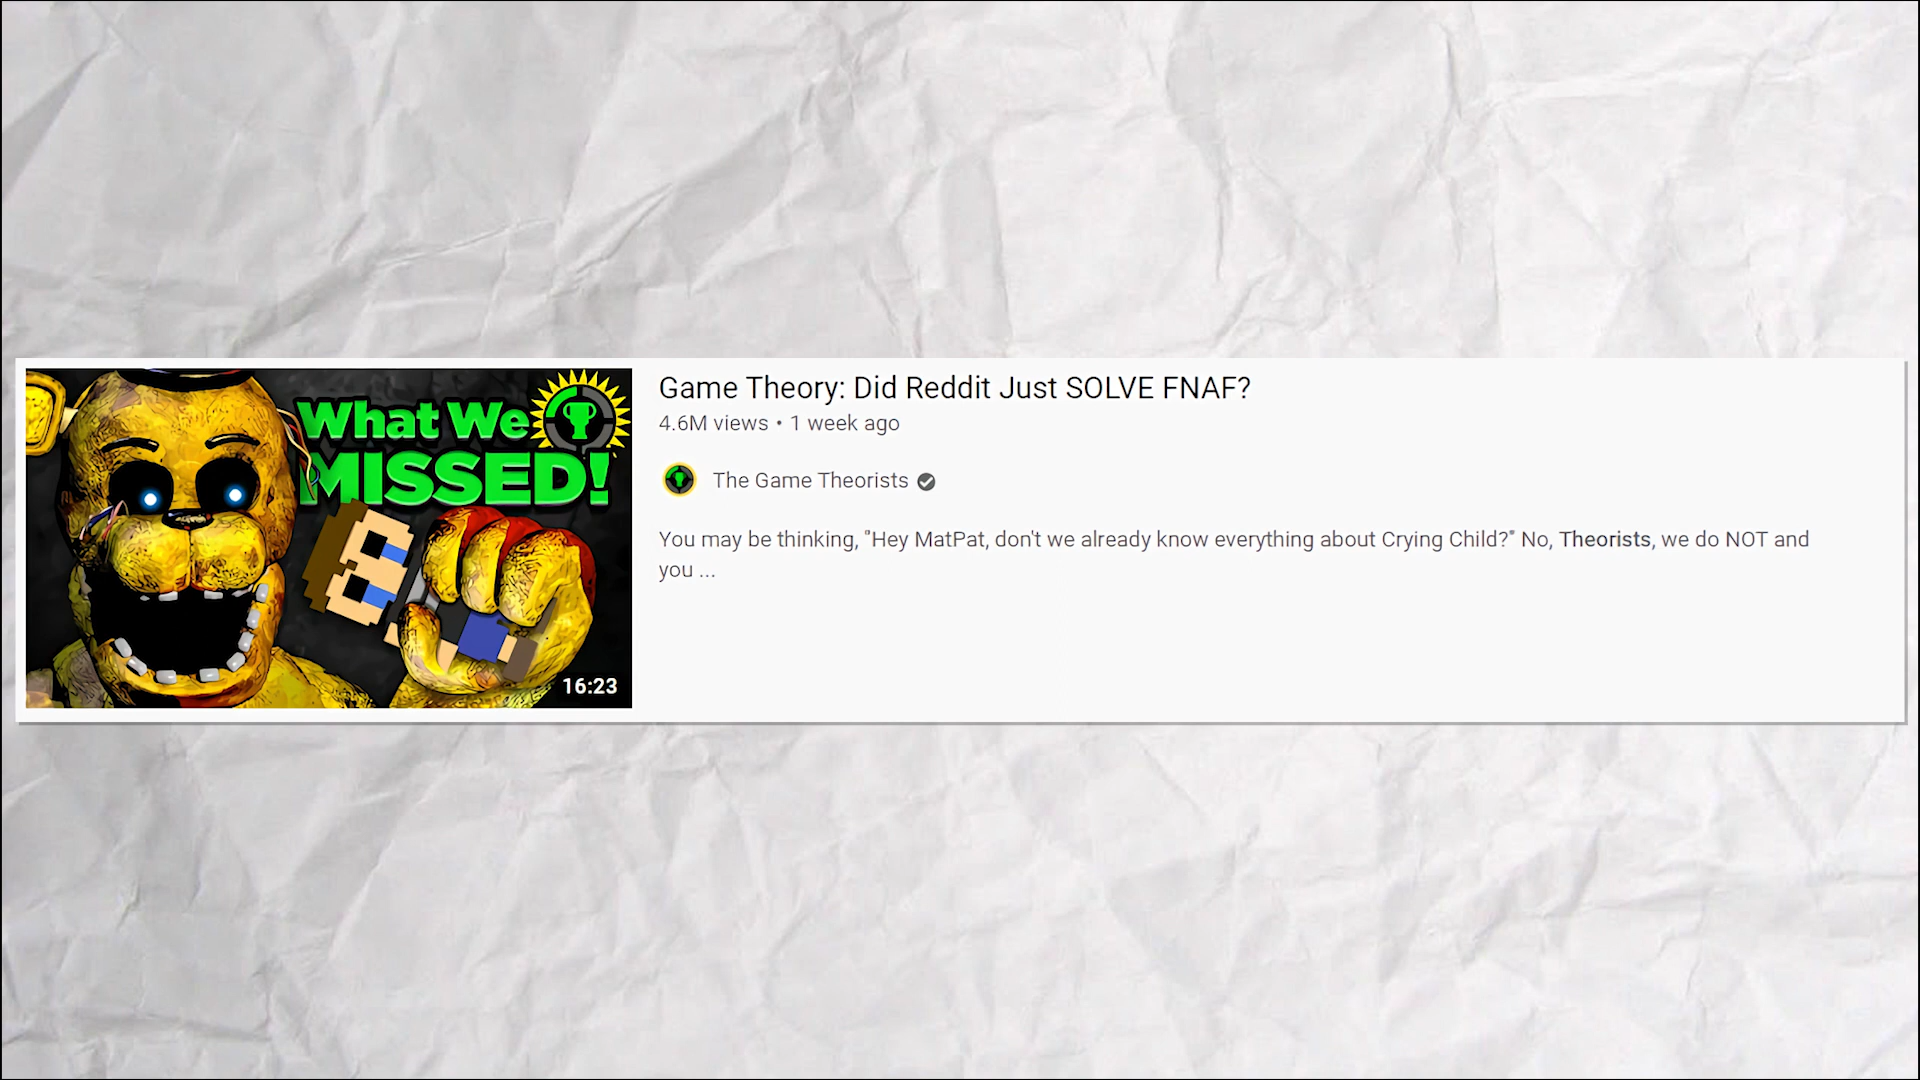 What We
MISSED!
16:23
Game Theory: Did Reddit Just SOLVE FNAF?
4.6M views • 1 week ago
The Game Theorists
You may be thinking, "Hey MatPat, don't we already know everything about Crying Child?" No, Theorists, we do NOT and
you ...